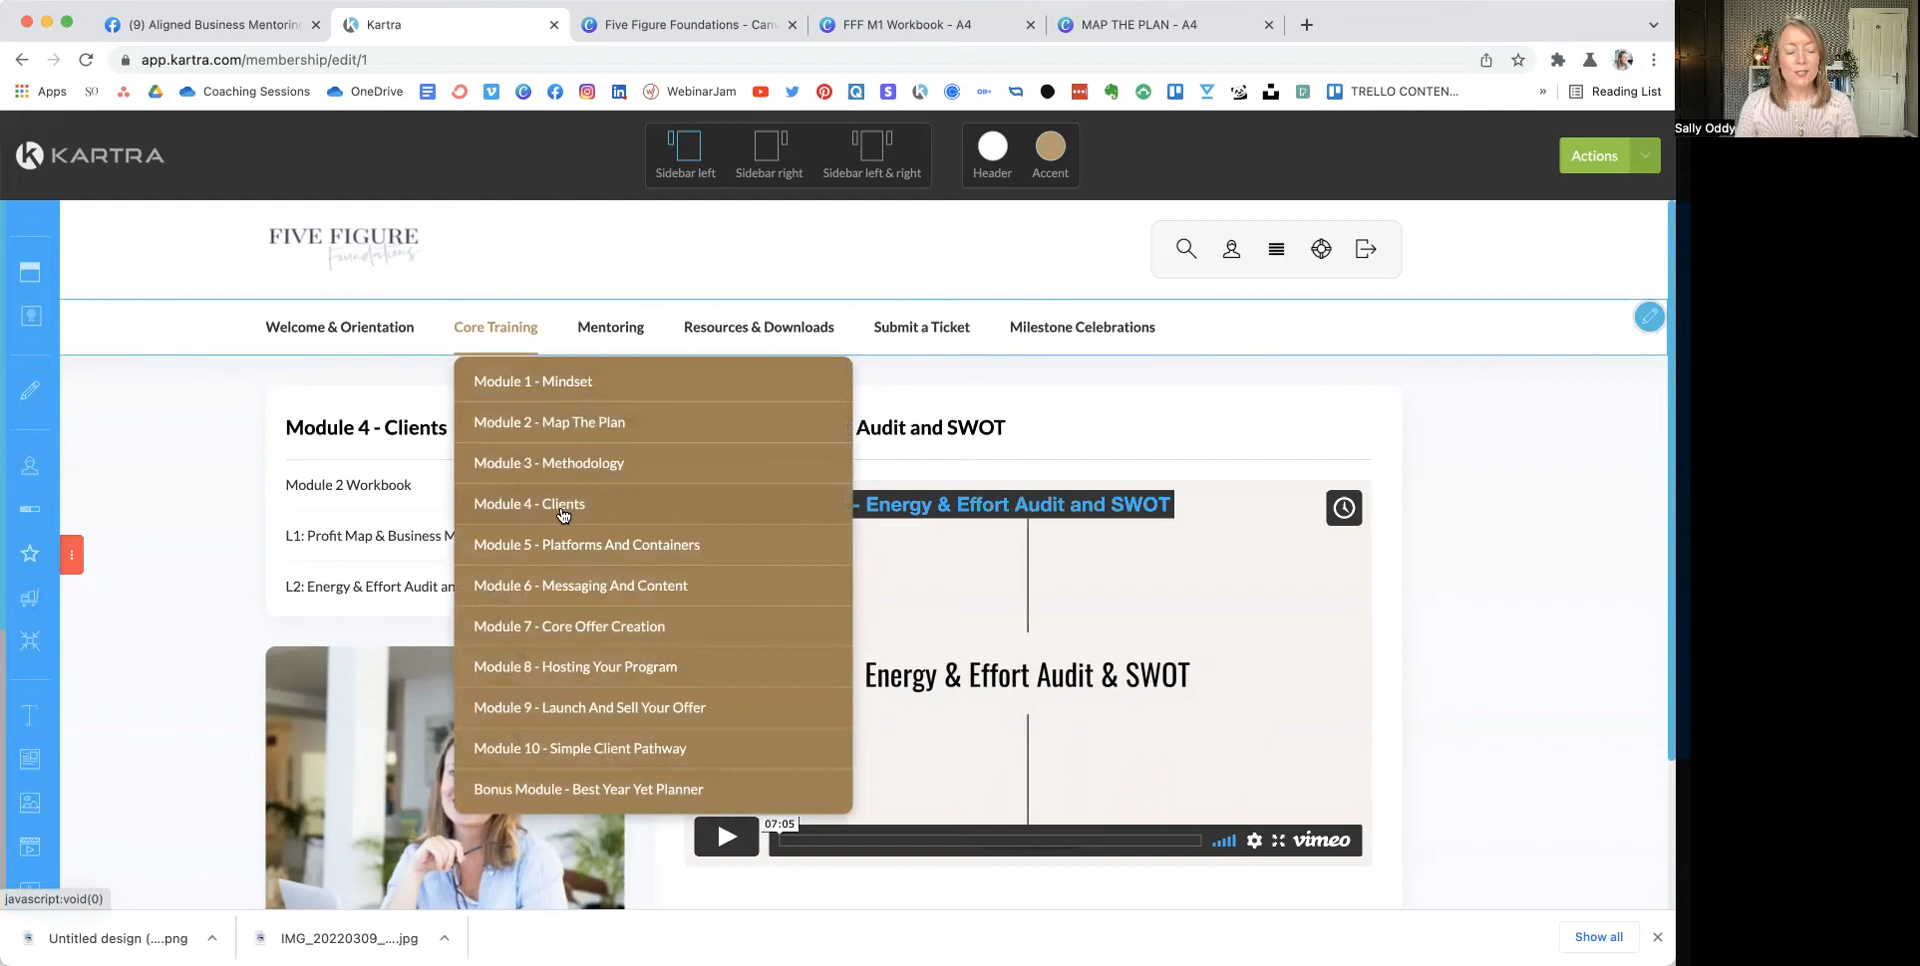 (9) Aligned Business Mentoring
Kartra
Five Figure Foundations - Canv
FFF M1 Workbook - A4
MAP THE PLAN - A4
app.kartra.com/membership/edit/1
Apps
Coaching Sessions
OneDrive
WebinarJam
TRELLO CONTEN...
»
Reading List
Sally Oddy
KARTRA
Sidebar left
Sidebar right
Sidebar left & right
Header
Accent
Actions
FIVE FIGURE
Foundations
Welcome & Orientation
Core Training
Mentoring
Resources & Downloads
Submit a Ticket
Milestone Celebrations
Module 4 - Clients
Module 2 Workbook
L1: Profit Map & Business M
L2: Energy & Effort Audit an
Module 1 - Mindset
Module 2 - Map The Plan
Module 3 - Methodology
Module 4 - Clients
Module 5 - Platforms And Containers
Module 6 - Messaging And Content
Module 7 - Core Offer Creation
Module 8 - Hosting Your Program
Module 9 - Launch And Sell Your Offer
Module 10 - Simple Client Pathway
Bonus Module - Best Year Yet Planner
Audit and SWOT
- Energy & Effort Audit and SWOT
Energy & Effort Audit & SWOT
07:05
vimeo
javascript:void(0)
Untitled design (....png
IMG_20220309_....jpg
Show all